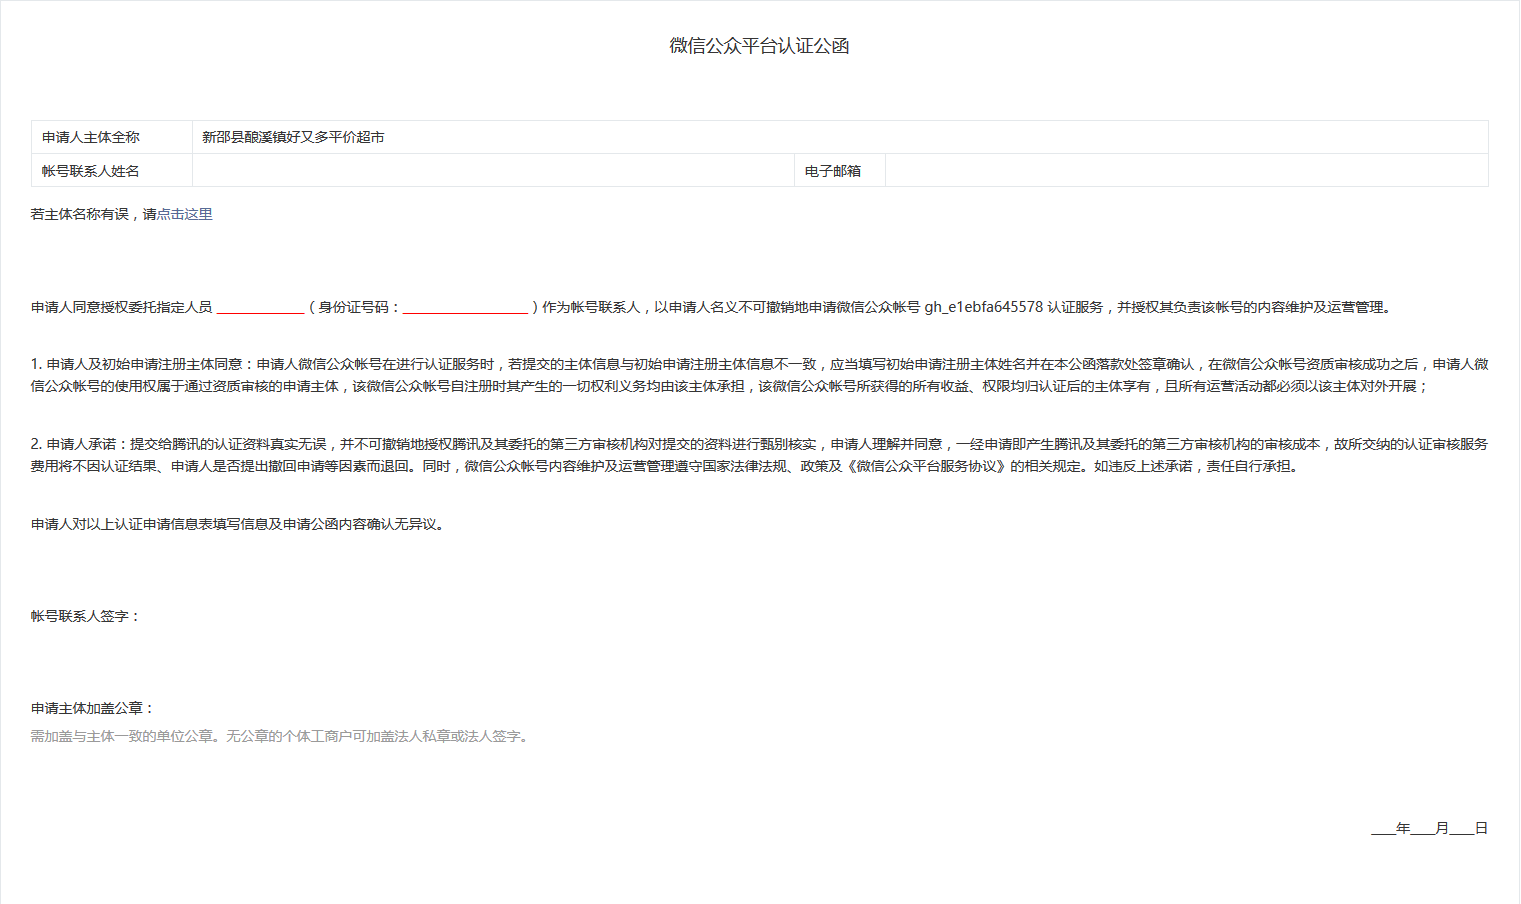 微信公众平台认证公函
申请人主体全称 新邵县酿溪镇好又多平价超市
帐号联系人姓名 电子邮箱
若主体名称有误，请点击这里
申请人同意授权委托指定人员 ____________（身份证号码：_________________）作为帐号联系人，以申请人名义不可撤销地申请微信公众帐号 gh_e1ebfa645578 认证服务，并授权其负责该帐号的内容维护及运营管理。
1. 申请人及初始申请注册主体同意：申请人微信公众帐号在进行认证服务时，若提交的主体信息与初始申请注册主体信息不一致，应当填写初始申请注册主体姓名并在本公函落款处签章确认，在微信公众帐号资质审核成功之后，申请人微
信公众帐号的使用权属于通过资质审核的申请主体，该微信公众帐号自注册时其产生的一切权利义务均由该主体承担，该微信公众帐号所获得的所有收益、权限均归认证后的主体享有，且所有运营活动都必须以该主体对外开展；
2. 申请人承诺：提交给腾讯的认证资料真实无误，并不可撤销地授权腾讯及其委托的第三方审核机构对提交的资料进行甄别核实，申请人理解并同意，一经申请即产生腾讯及其委托的第三方审核机构的审核成本，故所交纳的认证审核服务
费用将不因认证结果、申请人是否提出撤回申请等因素而退回。同时，微信公众帐号内容维护及运营管理遵守国家法律法规、政策及《微信公众平台服务协议》的相关规定。如违反上述承诺，责任自行承担。
申请人对以上认证申请信息表填写信息及申请公函内容确认无异议。
帐号联系人签字：
申请主体加盖公章：
需加盖与主体一致的单位公章。无公章的个体工商户可加盖法人私章或法人签字。
___年___月___日